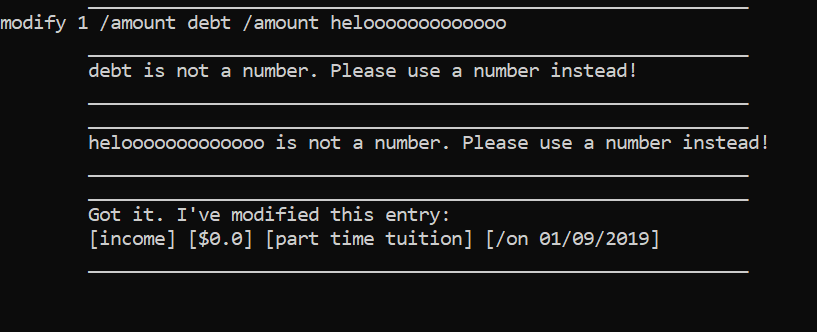 modify 1 /amount debt /amount helooooooooooooo
debt is not a number. Please use a number instead!
helooooooooooooo is not a number. Please use a number instead!
Got it. I've modified this entry:
[income] [$0.0] [part time tuition] [/on 01/09/2019]